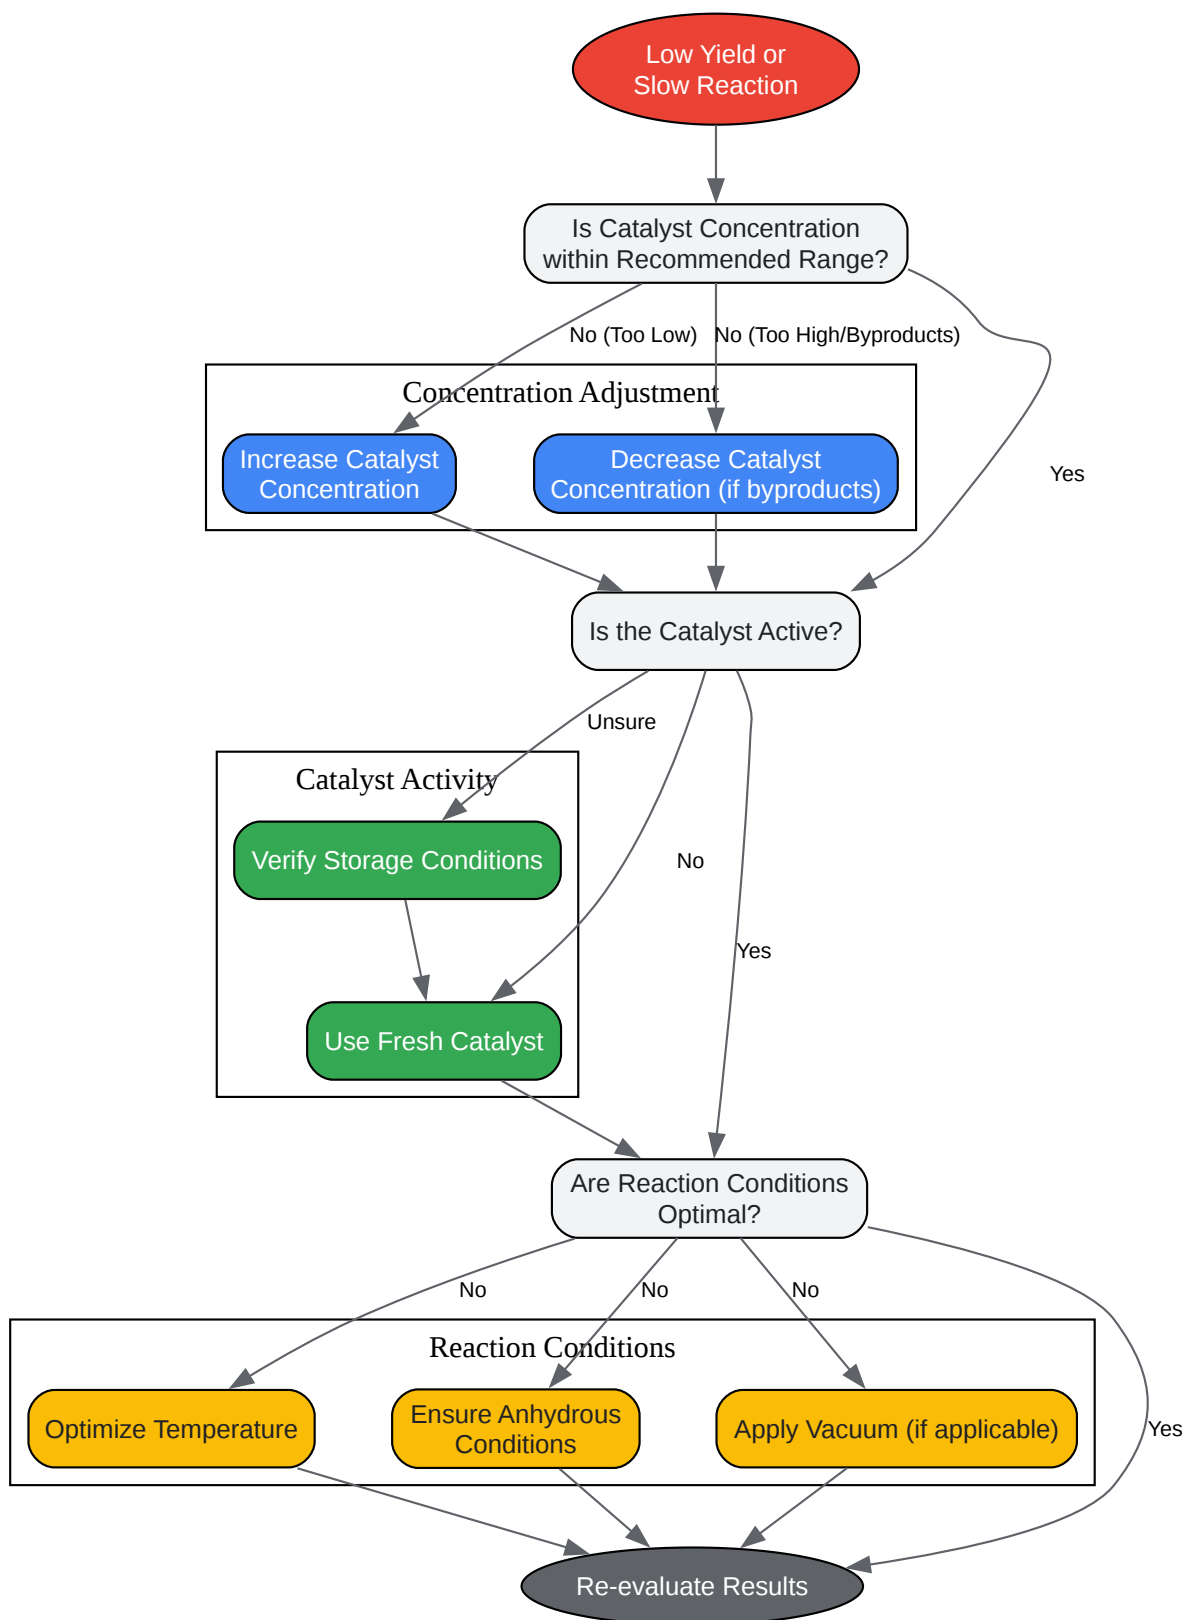 Low Yield or
Slow Reaction
Is Catalyst Concentration
within Recommended Range?
No (Too Low)
No (Too High/Byproducts)
Concentration Adjustment
Increase Catalyst
Concentration
Decrease Catalyst
Concentration (if byproducts)
Yes
Is the Catalyst Active?
Unsure
Catalyst Activity
Verify Storage Conditions
No
Yes
Use Fresh Catalyst
Are Reaction Conditions
Optimal?
No
No
No
Reaction Conditions
Optimize Temperature
Ensure Anhydrous
Conditions
Apply Vacuum (if applicable)
Yes
Re-evaluate Results